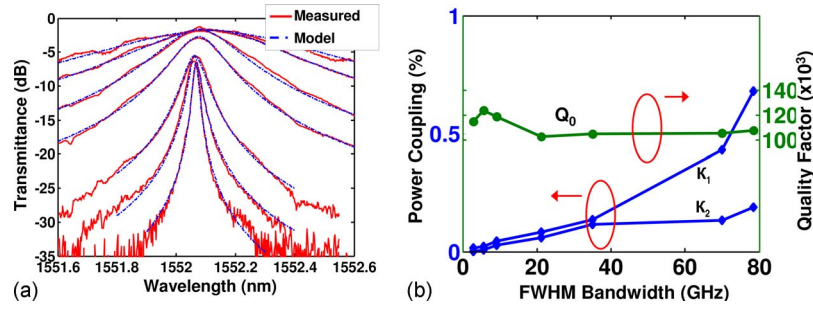 Measured
Model
0
-5
-10
-15
-20
-25
-30
-35
Transmittance (dB)
1551.6 1551.8 1552 1552.2 1552.4 1552.6
Wavelength (nm)
(a)
1
0.5
0
Power Coupling (%)
Q0
K1
K2
140
120
100
Quality Factor (x10³)
0 20 40 60 80
FWHM Bandwidth (GHz)
(b)